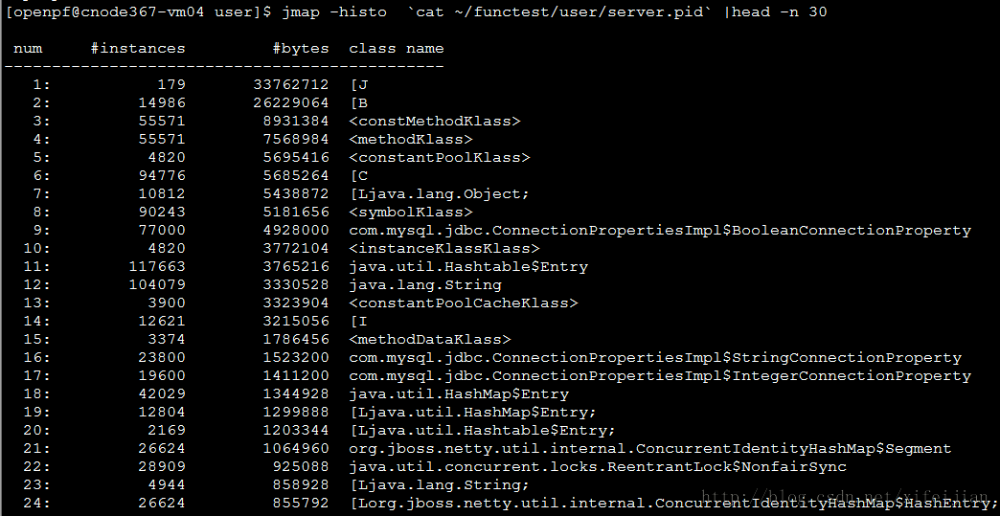 [openpf@cnode367-vm04 user]$ jmap -histo  `cat ~/functest/user/server.pid` |head -n 30
num     #instances         #bytes  class name
----------------------------------------------
1:           179       33762712  [J
2:         14986       26229064  [B
3:         55571        8931384  <constMethodKlass>
4:         55571        7568984  <methodKlass>
5:          4820        5695416  <constantPoolKlass>
6:         94776        5685264  [C
7:         10812        5438872  [Ljava.lang.Object;
8:         90243        5181656  <symbolKlass>
9:         77000        4928000  com.mysql.jdbc.ConnectionPropertiesImpl$BooleanConnectionProperty
10:          4820        3772104  <instanceKlassKlass>
11:        117663        3765216  java.util.Hashtable$Entry
12:        104079        3330528  java.lang.String
13:          3900        3323904  <constantPoolCacheKlass>
14:         12621        3215056  [I
15:          3374        1786456  <methodDataKlass>
16:         23800        1523200  com.mysql.jdbc.ConnectionPropertiesImpl$StringConnectionProperty
17:         19600        1411200  com.mysql.jdbc.ConnectionPropertiesImpl$IntegerConnectionProperty
18:         42029        1344928  java.util.HashMap$Entry
19:         12804        1299888  [Ljava.util.HashMap$Entry;
20:          2169        1203344  [Ljava.util.Hashtable$Entry;
21:         26624        1064960  org.jboss.netty.util.internal.ConcurrentIdentityHashMap$Segment
22:         28909         925088  java.util.concurrent.locks.ReentrantLock$NonfairSync
23:          4944         858928  [Ljava.lang.String;
24:         26624         855792  [Lorg.jboss.netty.util.internal.ConcurrentIdentityHashMap$HashEntry;
http://blog.csdn.net/xifeijian